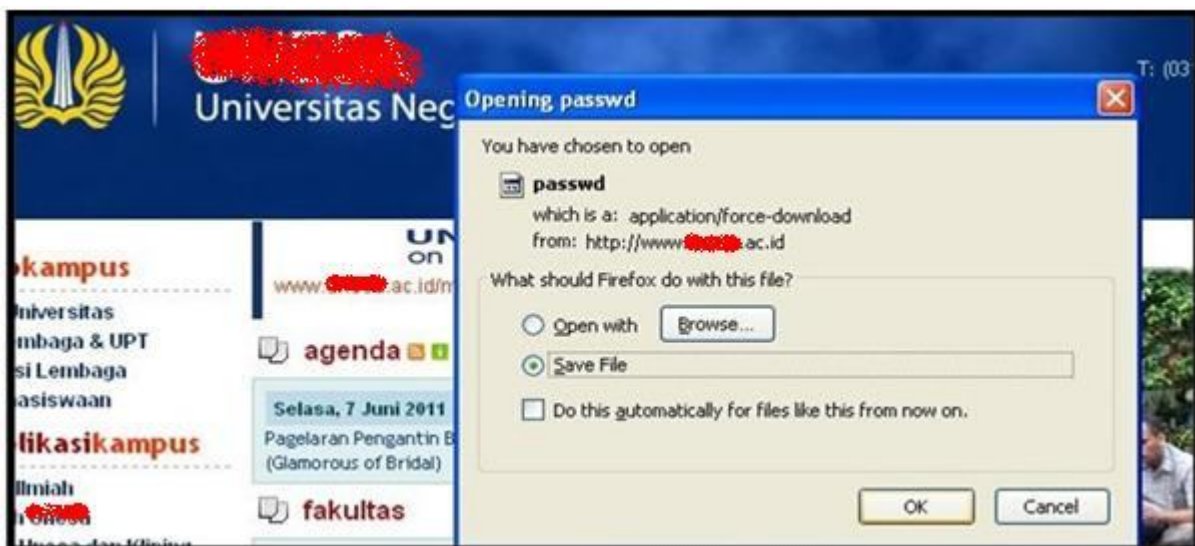 Universitas Neg
T: (03
Opening passwd
You have chosen to open
passwd
which is a: application/force-download
from: http://www. .ac.id
What should Firefox do with this file?
Open with Browse...
Save File
Do this automatically for files like this from now on.
OK Cancel
UN
on
www. ac.id/m
kampus
niversitas
mbaga & UPT
si Lembaga
asiswaan
likasikampus
lmiah
agenda
Selasa, 7 Juni 2011
Pagelaran Pengantin B
(Glamorous of Bridal)
fakultas